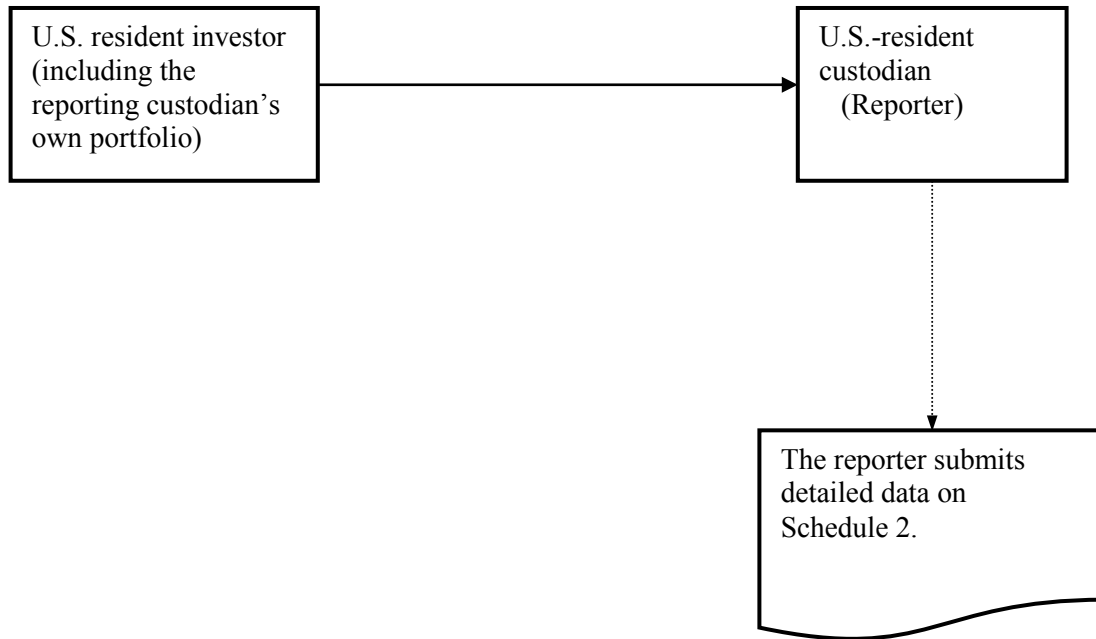 U.S. resident investor
(including the
reporting custodian’s
own portfolio)
U.S.-resident
custodian
(Reporter)
The reporter submits
detailed data on
Schedule 2.